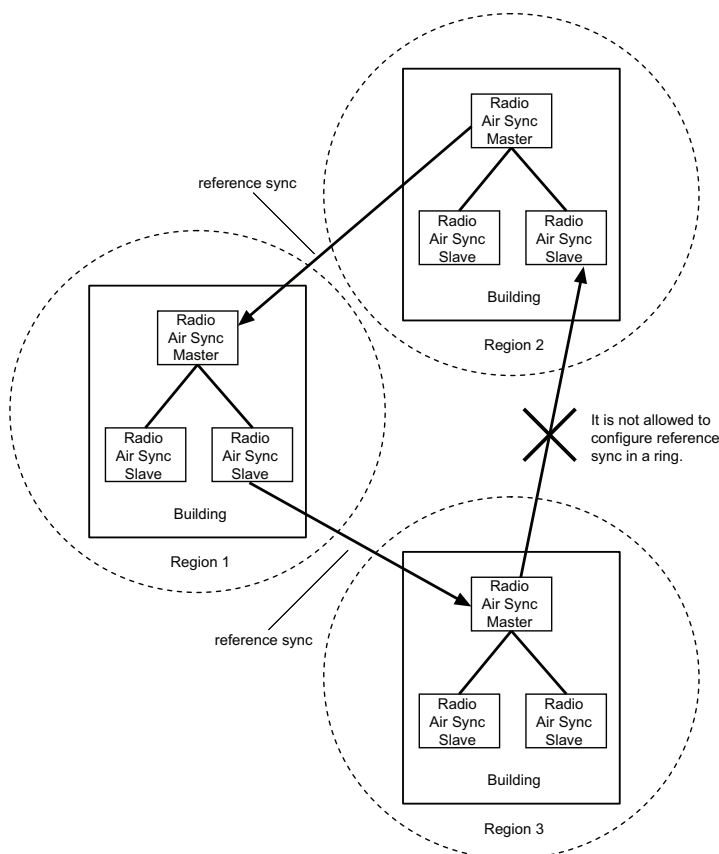 Radio
Air Sync
Master
reference sync
Radio
Air Sync
Slave
Radio
Air Sync
Slave
Building
Region 2
Radio
Air Sync
Master
Radio
Air Sync
Slave
Radio
Air Sync
Slave
Building
Region 1
It is not allowed to
configure reference
sync in a ring.
reference sync
Radio
Air Sync
Master
Radio
Air Sync
Slave
Radio
Air Sync
Slave
Building
Region 3